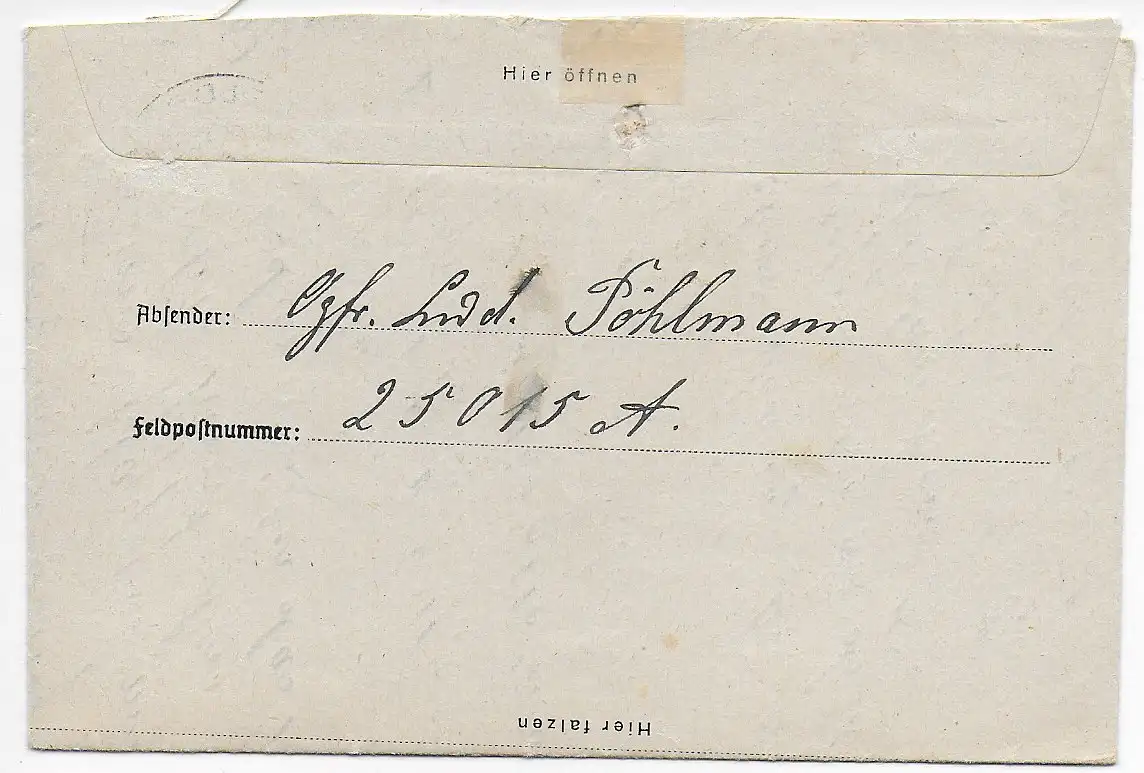 Hier öffnen
Absender: Ogfr. Ludl. Pöhlmann
Feldpostnummer: 25015 A.
Hier falzen